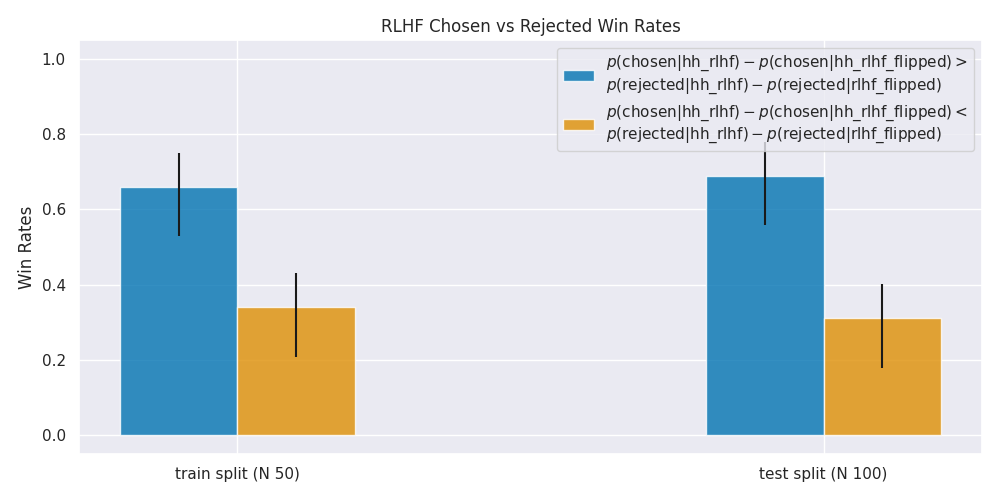 RLHF Chosen vs Rejected Win Rates
p(chosen|hh_rlhf) − p(chosen|hh_rlhf_flipped) >
p(rejected|hh_rlhf) − p(rejected|rlhf_flipped)
p(chosen|hh_rlhf) − p(chosen|hh_rlhf_flipped) <
p(rejected|hh_rlhf) − p(rejected|rlhf_flipped)
Win Rates
1.0
0.8
0.6
0.4
0.2
0.0
train split (N 50)
test split (N 100)